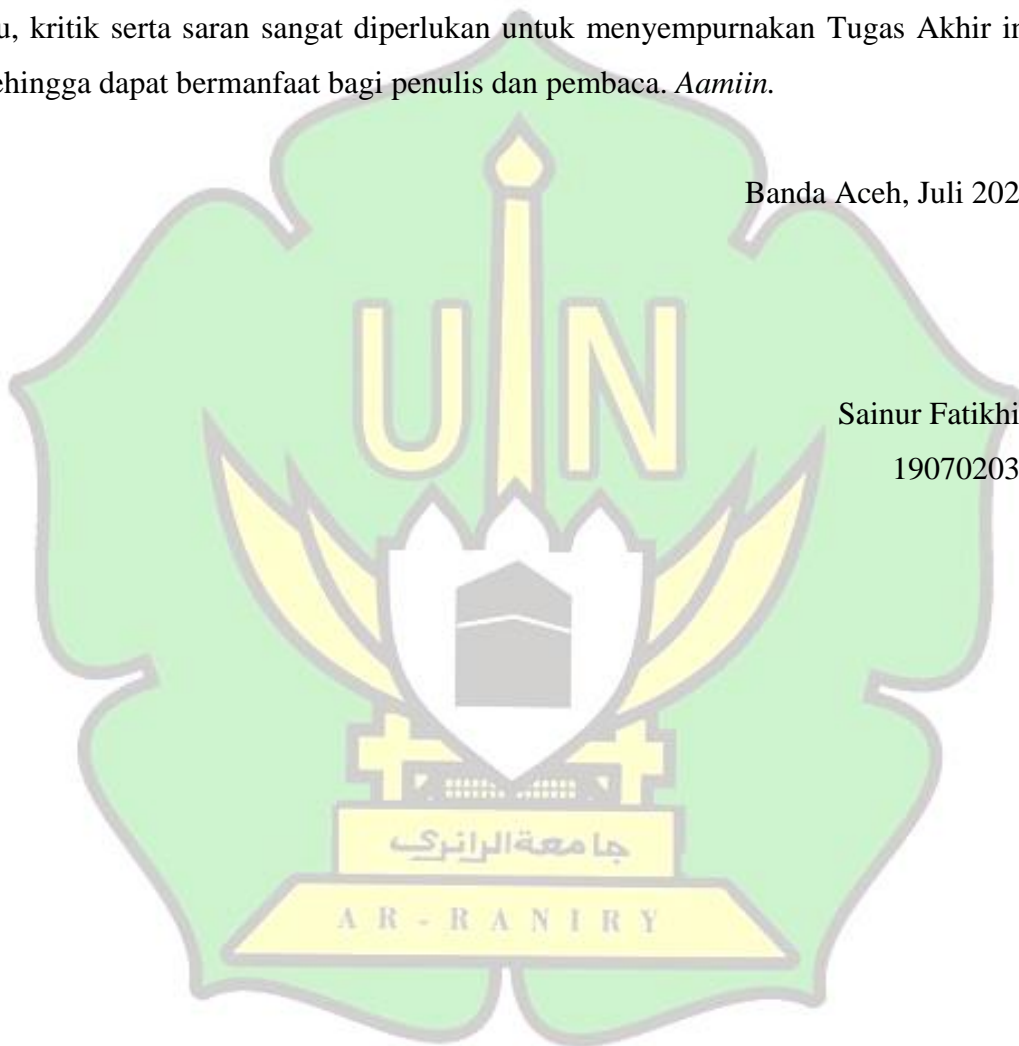 u, kritik serta saran sangat diperlukan untuk menyempurnakan Tugas Akhir in
ehingga dapat bermanfaat bagi penulis dan pembaca. Aamiin.
Banda Aceh, Juli 202
Sainur Fatikhi
19070203
UIN
جامعة الرانري
AR-RANIRY